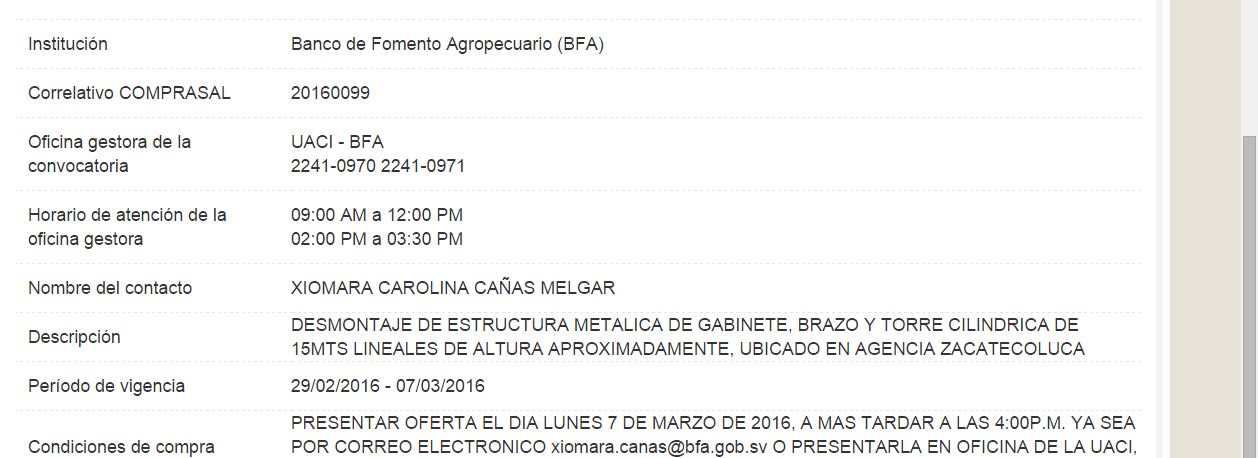 Institución
Banco de Fomento Agropecuario (BFA)
Correlativo COMPRASAL
20160099
Oficina gestora de la
convocatoria
UACI - BFA
2241-0970 2241-0971
Horario de atención de la
oficina gestora
09:00 AM a 12:00 PM
02:00 PM a 03:30 PM
Nombre del contacto
XIOMARA CAROLINA CAÑAS MELGAR
Descripción
DESMONTAJE DE ESTRUCTURA METALICA DE GABINETE, BRAZO Y TORRE CILINDRICA DE
15MTS LINEALES DE ALTURA APROXIMADAMENTE, UBICADO EN AGENCIA ZACATECOLUCA
Período de vigencia
29/02/2016 - 07/03/2016
Condiciones de compra
PRESENTAR OFERTA EL DIA LUNES 7 DE MARZO DE 2016, A MAS TARDAR A LAS 4:00P.M. YA SEA
POR CORREO ELECTRONICO xiomara.canas@bfa.gob.sv O PRESENTARLA EN OFICINA DE LA UACI,